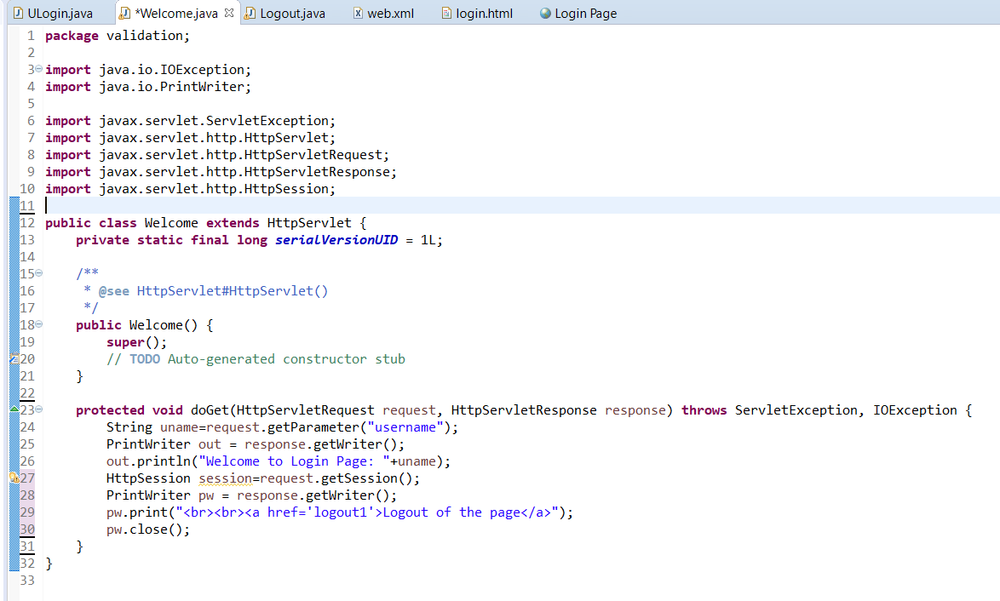 ULogin.java *Welcome.java Logout.java web.xml login.html Login Page
1 package validation;
2
3 import java.io.IOException;
4 import java.io.PrintWriter;
5
6 import javax.servlet.ServletException;
7 import javax.servlet.http.HttpServlet;
8 import javax.servlet.http.HttpServletRequest;
9 import javax.servlet.http.HttpServletResponse;
10 import javax.servlet.http.HttpSession;
11
12 public class Welcome extends HttpServlet {
13     private static final long serialVersionUID = 1L;
14
15     /**
16      * @see HttpServlet#HttpServlet()
17      */
18     public Welcome() {
19         super();
20         // TODO Auto-generated constructor stub
21     }
22
23     protected void doGet(HttpServletRequest request, HttpServletResponse response) throws ServletException, IOException {
24         String uname=request.getParameter("username");
25         PrintWriter out = response.getWriter();
26         out.println("Welcome to Login Page: "+uname);
27         HttpSession session=request.getSession();
28         PrintWriter pw = response.getWriter();
29         pw.print("<br><br><a href='logout1'>Logout of the page</a>");
30         pw.close();
31     }
32 }
33